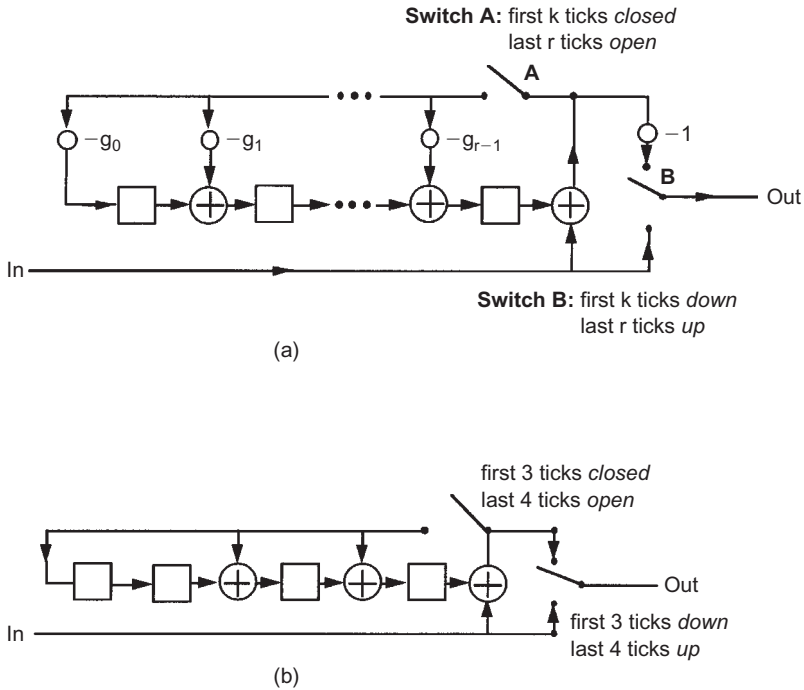 Switch A: first k ticks closed
last r ticks open
A
−g0
−g1
−gr−1
−1
B
Out
In
Switch B: first k ticks down
last r ticks up
(a)
first 3 ticks closed
last 4 ticks open
Out
In
first 3 ticks down
last 4 ticks up
(b)